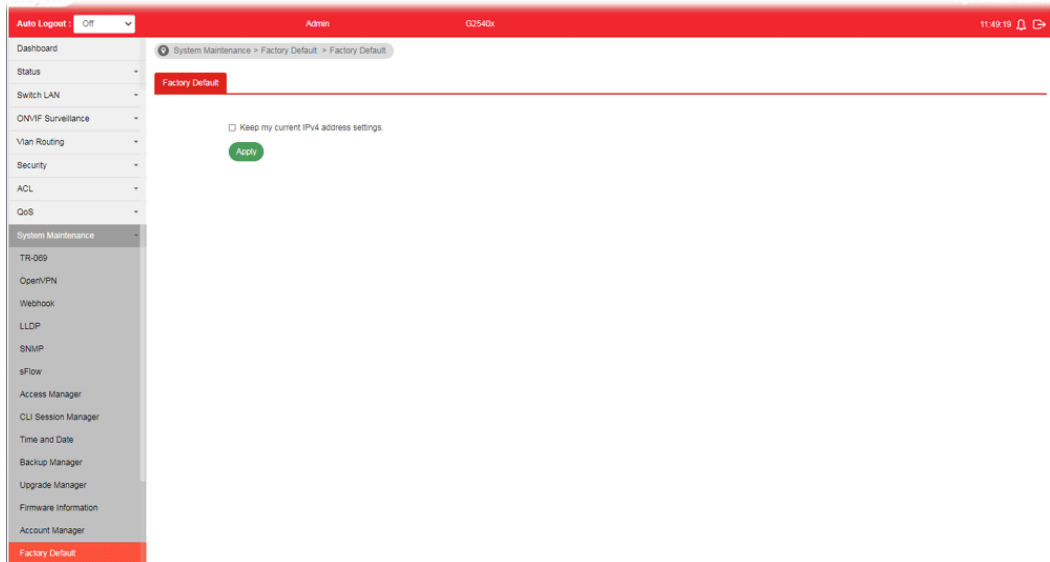 Auto Logout : Off Admin G2540x 11:49:19
Dashboard
Status
Switch LAN
ONVIF Surveillance
Vlan Routing
Security
ACL
QoS
System Maintenance
TR-069
OpenVPN
Webhook
LLDP
SNMP
sFlow
Access Manager
CLI Session Manager
Time and Date
Backup Manager
Upgrade Manager
Firmware Information
Account Manager
Factory Default
System Maintenance > Factory Default > Factory Default
Factory Default
Keep my current IPv4 address settings.
Apply